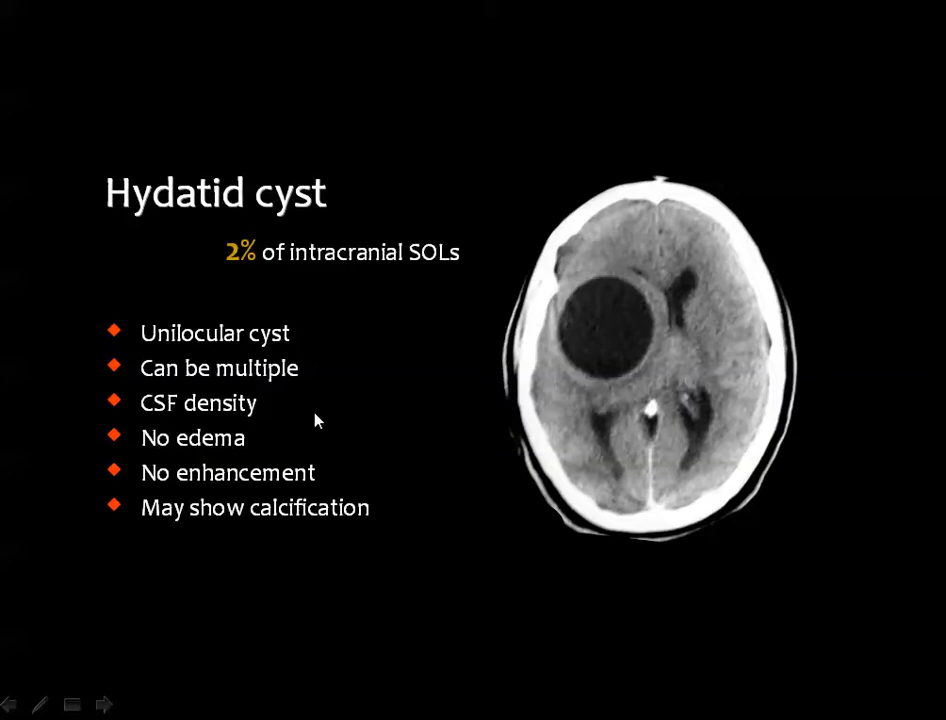 Hydatid cyst
2% of intracranial SOLs
Unilocular cyst
Can be multiple
CSF density
No edema
No enhancement
May show calcification